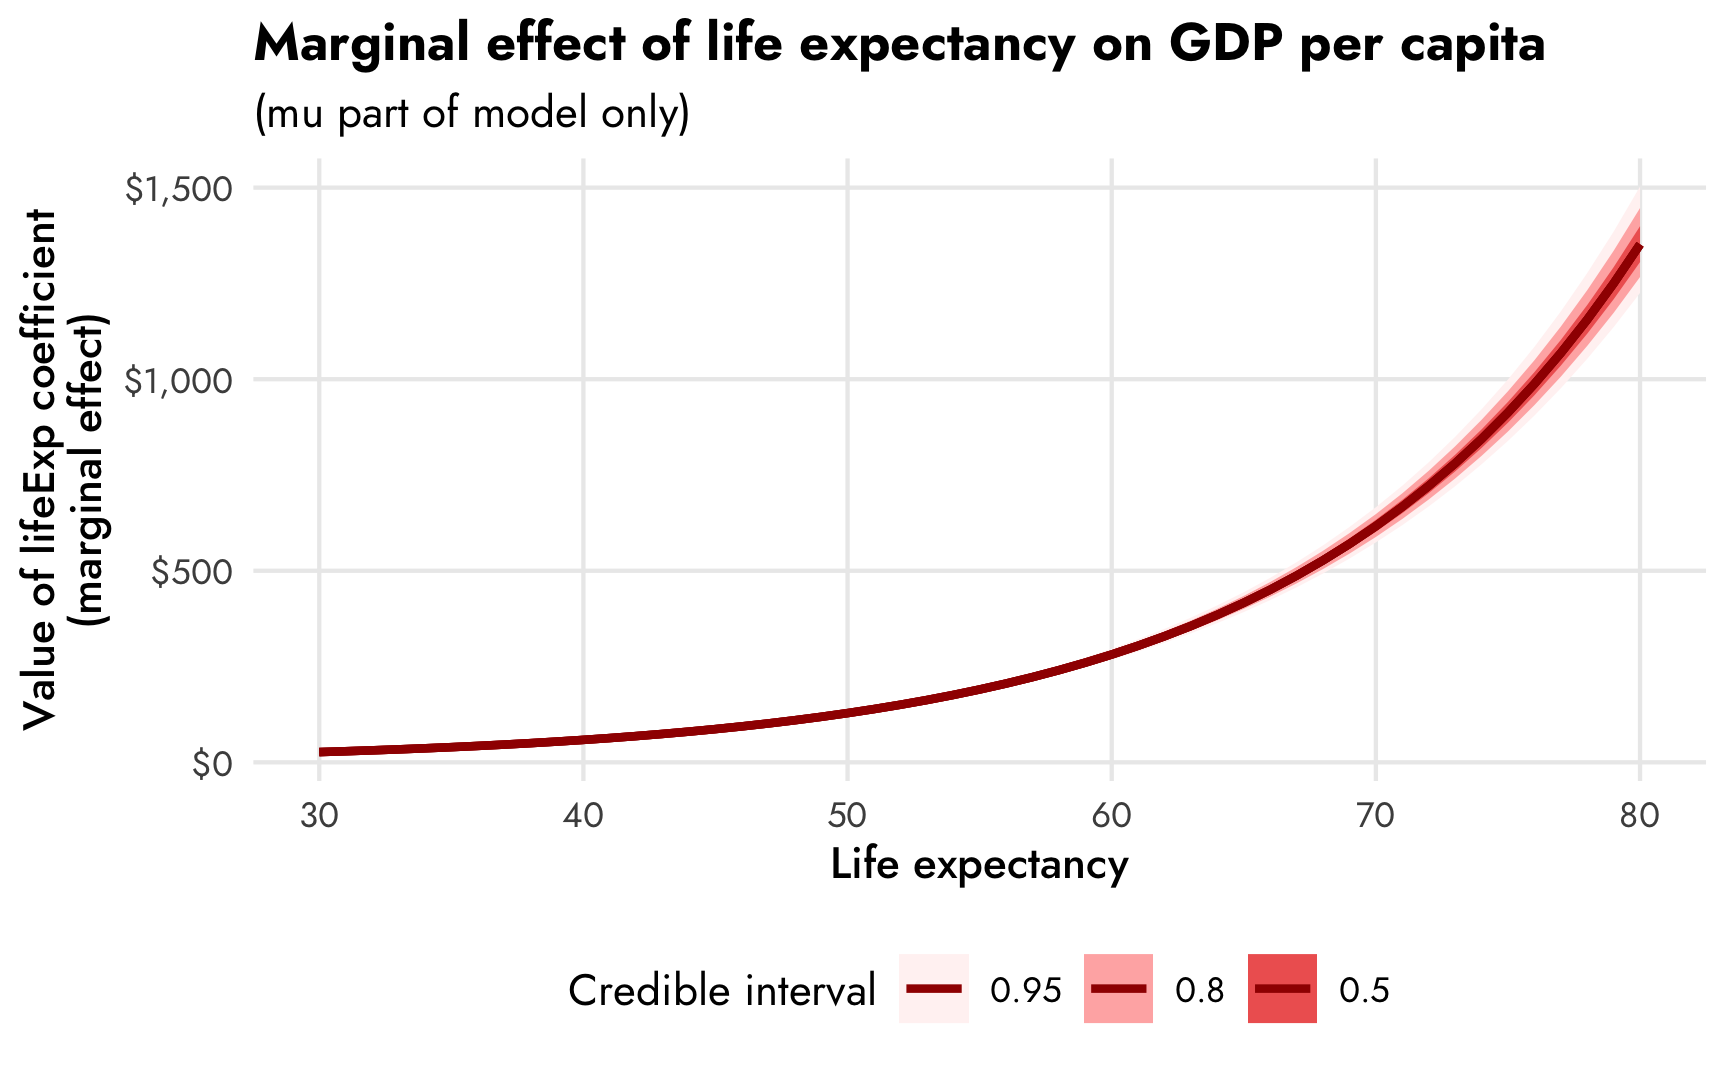 Marginal effect of life expectancy on GDP per capita
(mu part of model only)
Value of lifeExp coefficient
(marginal effect)
$1,500
$1,000
$500
$0
30 40 50 60 70 80
Life expectancy
Credible interval 0.95 0.8 0.5